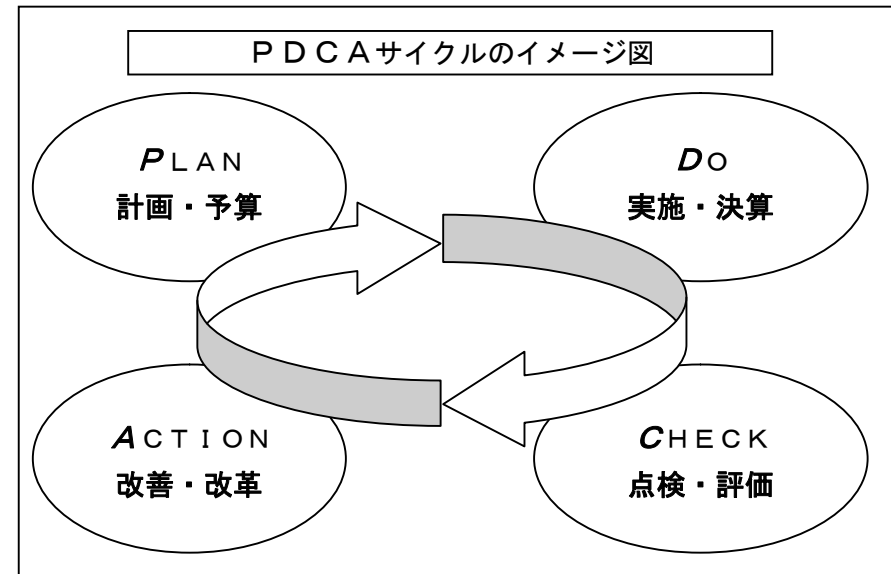 ＰＤＣＡサイクルのイメージ図
ＰＬＡＮ
計画・予算
ＤＯ
実施・決算
ＡＣＴＩＯＮ
改善・改革
ＣＨＥＣＫ
点検・評価